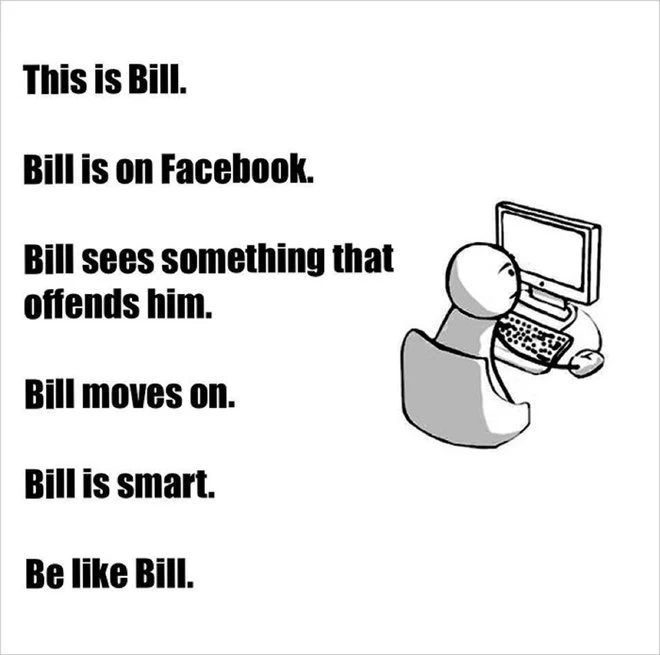 This is Bill.
Bill is on Facebook.
Bill sees something that
offends him.
Bill moves on.
Bill is smart.
Be like Bill.